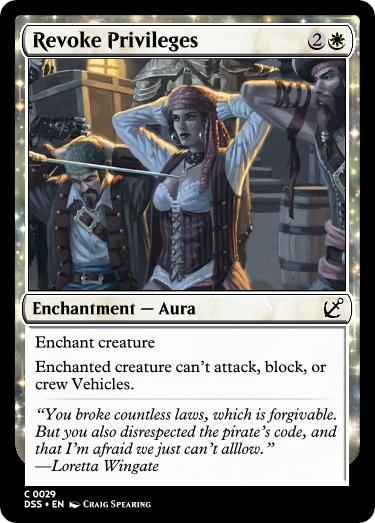 Revoke Privileges 2
Enchantment — Aura
Enchant creature
Enchanted creature can't attack, block, or
crew Vehicles.
“You broke countless laws, which is forgivable.
But you also disrespected the pirate's code, and
that I'm afraid we just can't alllow.”
—Loretta Wingate
C 0029
DSS • EN Craig Spearing